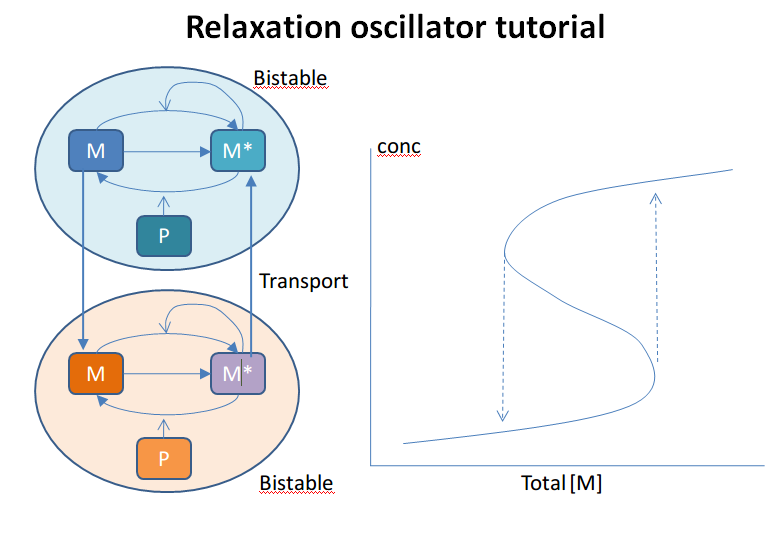 Relaxation oscillator tutorial
Bistable
M
M*
P
Transport
M
M*
P
Bistable
conc
Total [M]